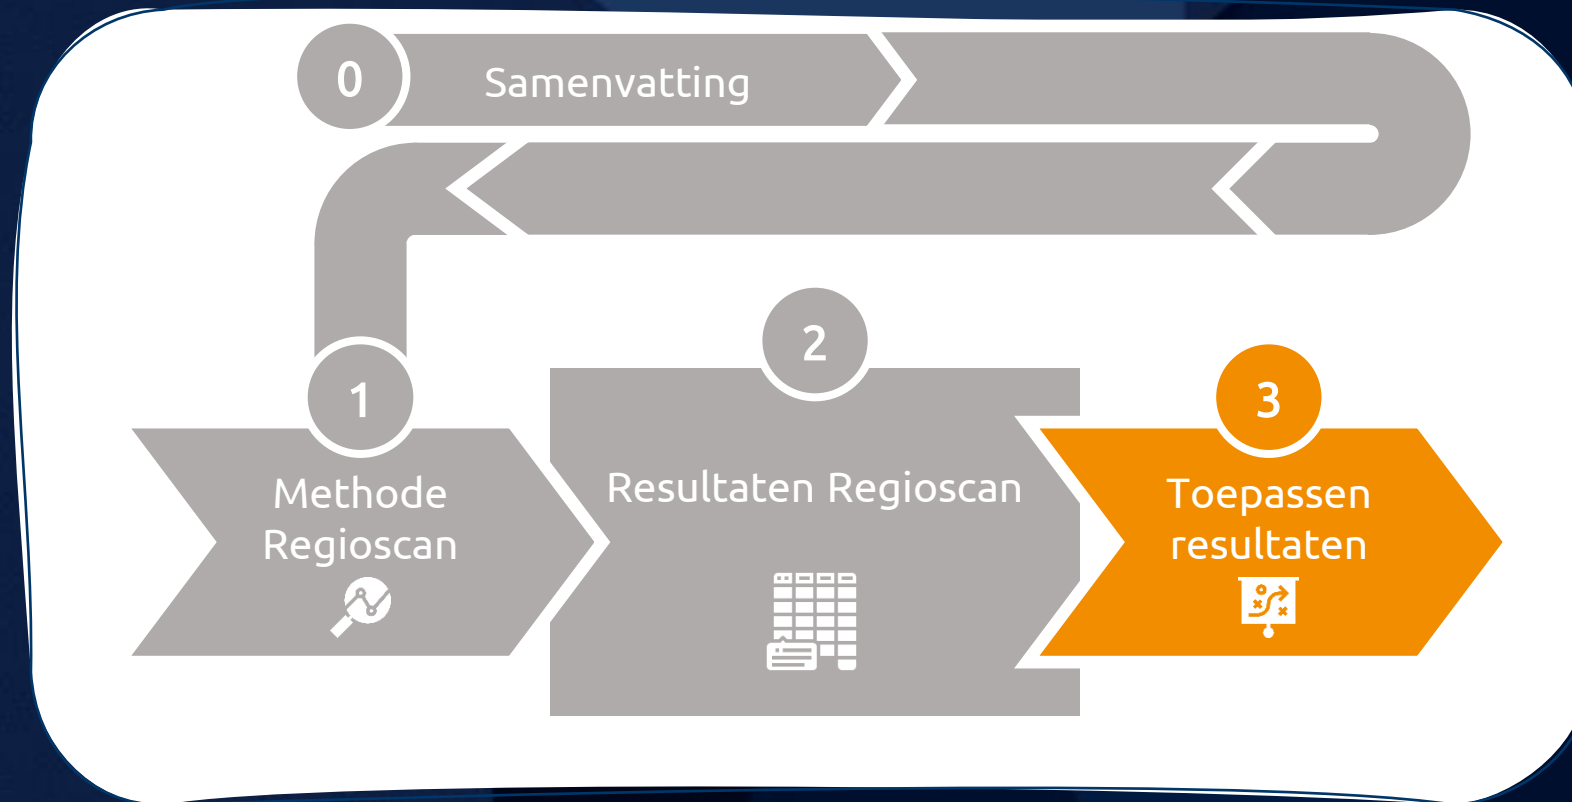 0
Samenvatting
1
Methode
Regioscan
2
Resultaten Regioscan
3
Toepassen
resultaten